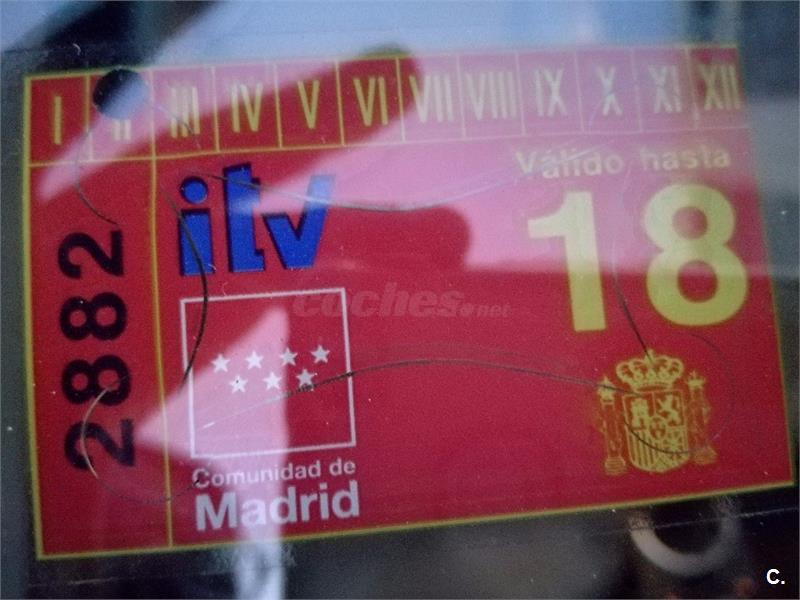 I II III IV V VI VII VIII IX X XI XII
Válido hasta
itv
18
2882
coches.net
Comunidad de
Madrid
C.